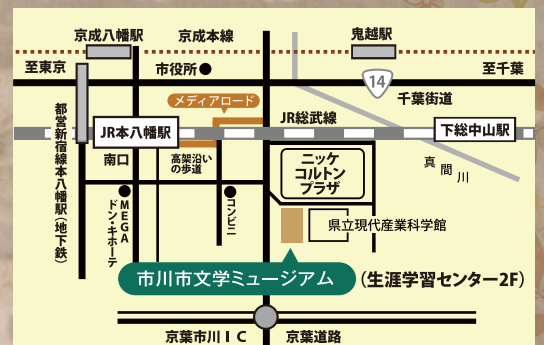 京成八幡駅
京成本線
鬼越駅
至東京
市役所
至千葉
14
千葉街道
メディアロード
JR総武線
JR本八幡駅
下総中山駅
都営新宿線本八幡駅(地下鉄)
南口
高架沿い
の歩道
ニッケ
コルトン
プラザ
真間川
MEGA
ドン・キホーテ
コンビニ
県立現代産業科学館
市川市文学ミュージアム
(生涯学習センター2F)
京葉市川IC
京葉道路